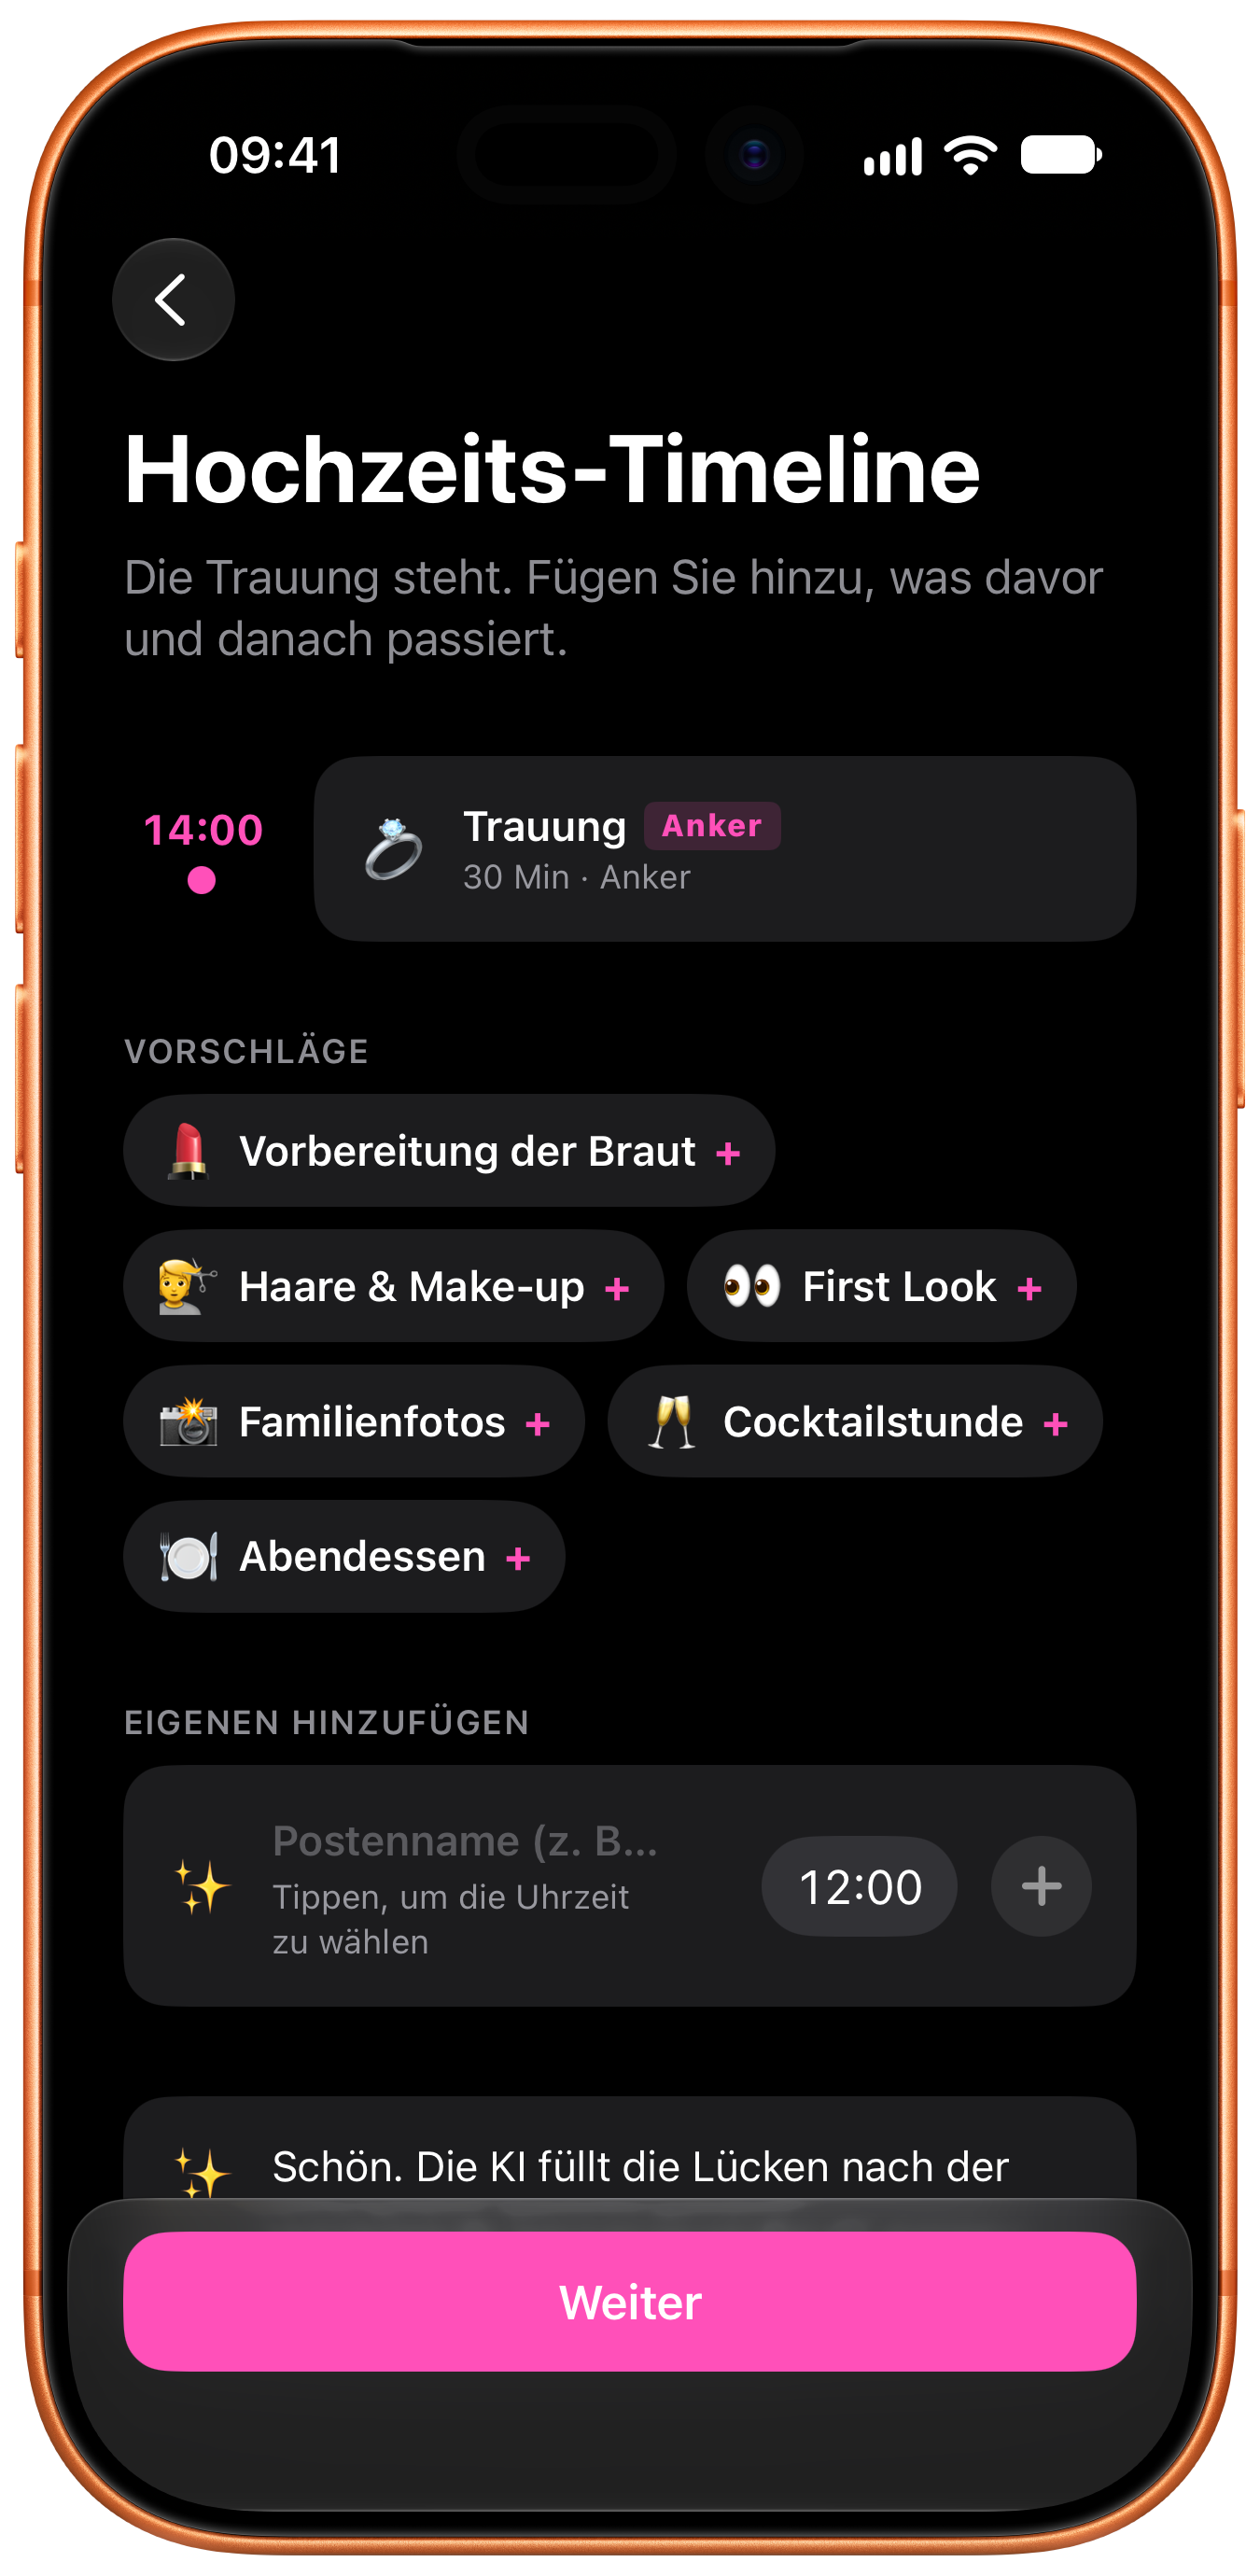 09:41
Hochzeits-Timeline
Die Trauung steht. Fügen Sie hinzu, was davor
und danach passiert.
14:00
Trauung Anker
30 Min · Anker
VORSCHLÄGE
Vorbereitung der Braut +
Haare & Make-up +
First Look +
Familienfotos +
Cocktailstunde +
Abendessen +
EIGENEN HINZUFÜGEN
Postenname (z. B...
Tippen, um die Uhrzeit
zu wählen
12:00
+
Schön. Die KI füllt die Lücken nach der
Weiter